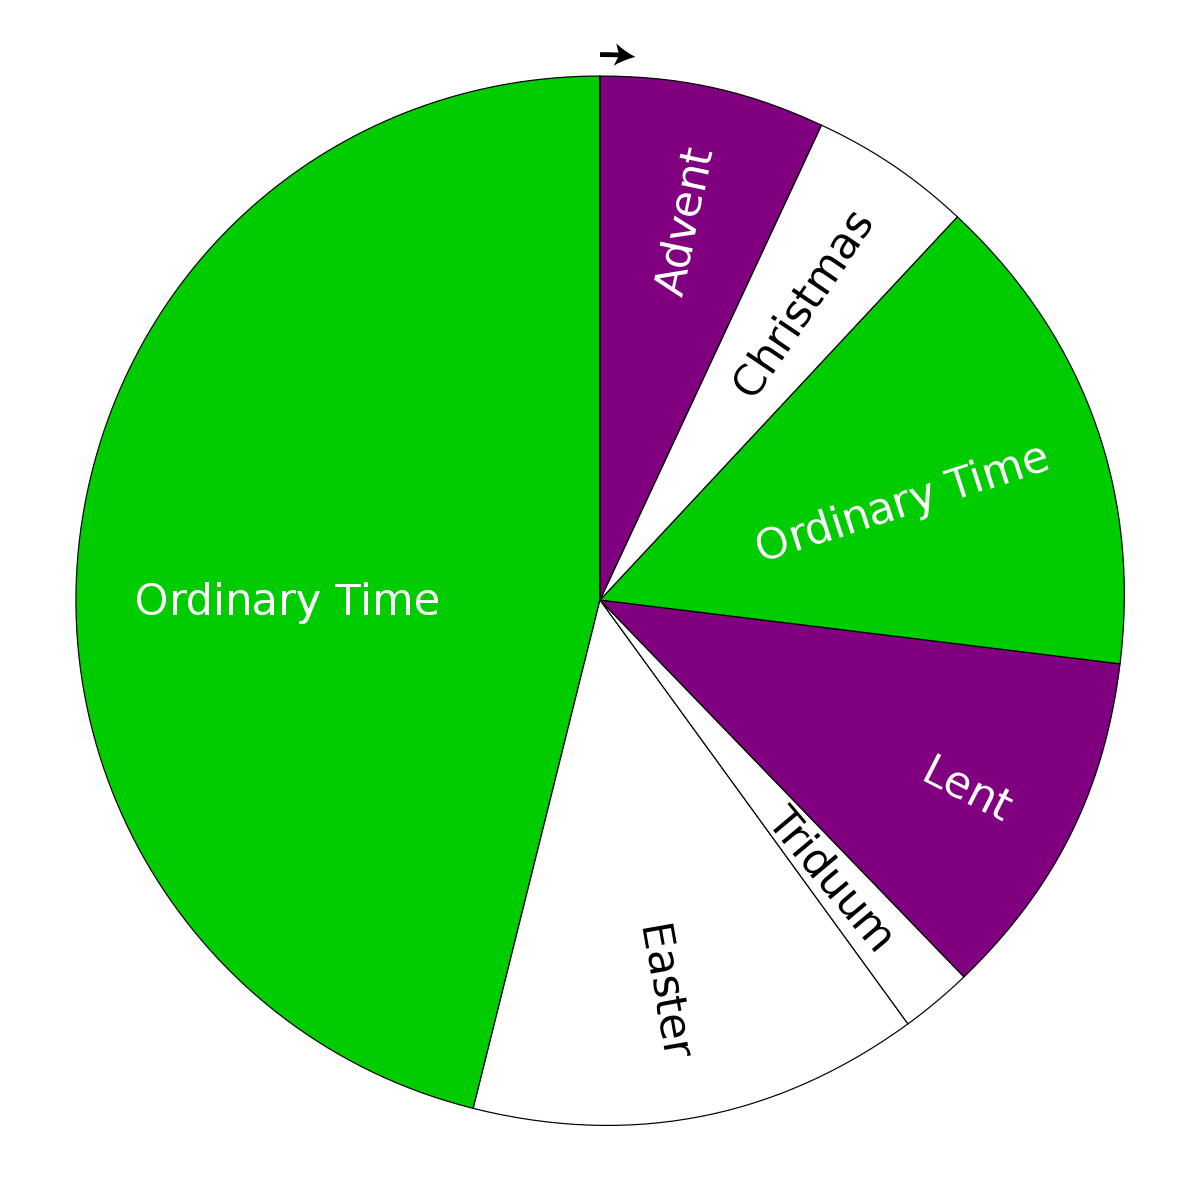 Advent
Christmas
Ordinary Time
Lent
Triduum
Easter
Ordinary Time